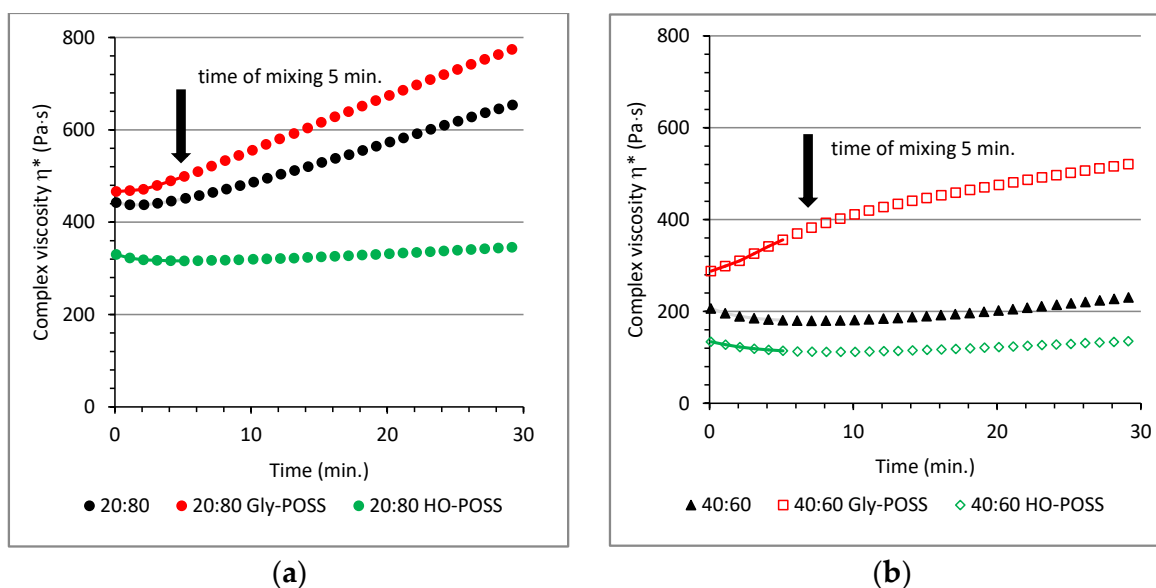 800
600
400
200
0
Complex viscosity η* (Pa·s)
time of mixing 5 min.
0 10 20 30
Time (min.)
20:80 20:80 Gly-POSS 20:80 HO-POSS
(a)
800
600
400
200
0
Complex viscosity η* (Pa·s)
time of mixing 5 min.
0 10 20 30
Time (min.)
40:60 40:60 Gly-POSS 40:60 HO-POSS
(b)